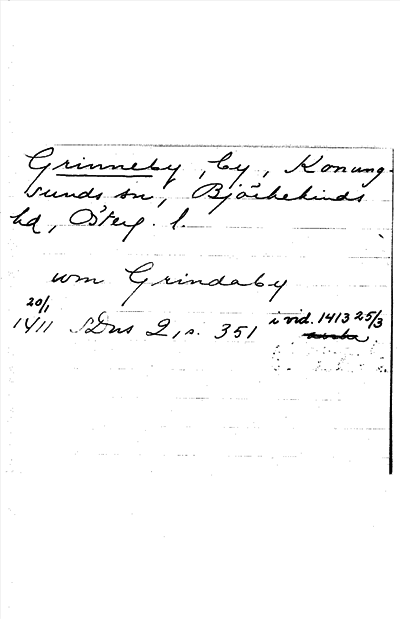 Grinneby, by, Konung-
sunds sn, Björkekinds
hd, Österg. l.
um Grindaby
20/1
1411 SDns 2, s. 351 i vid. 1413 25/3